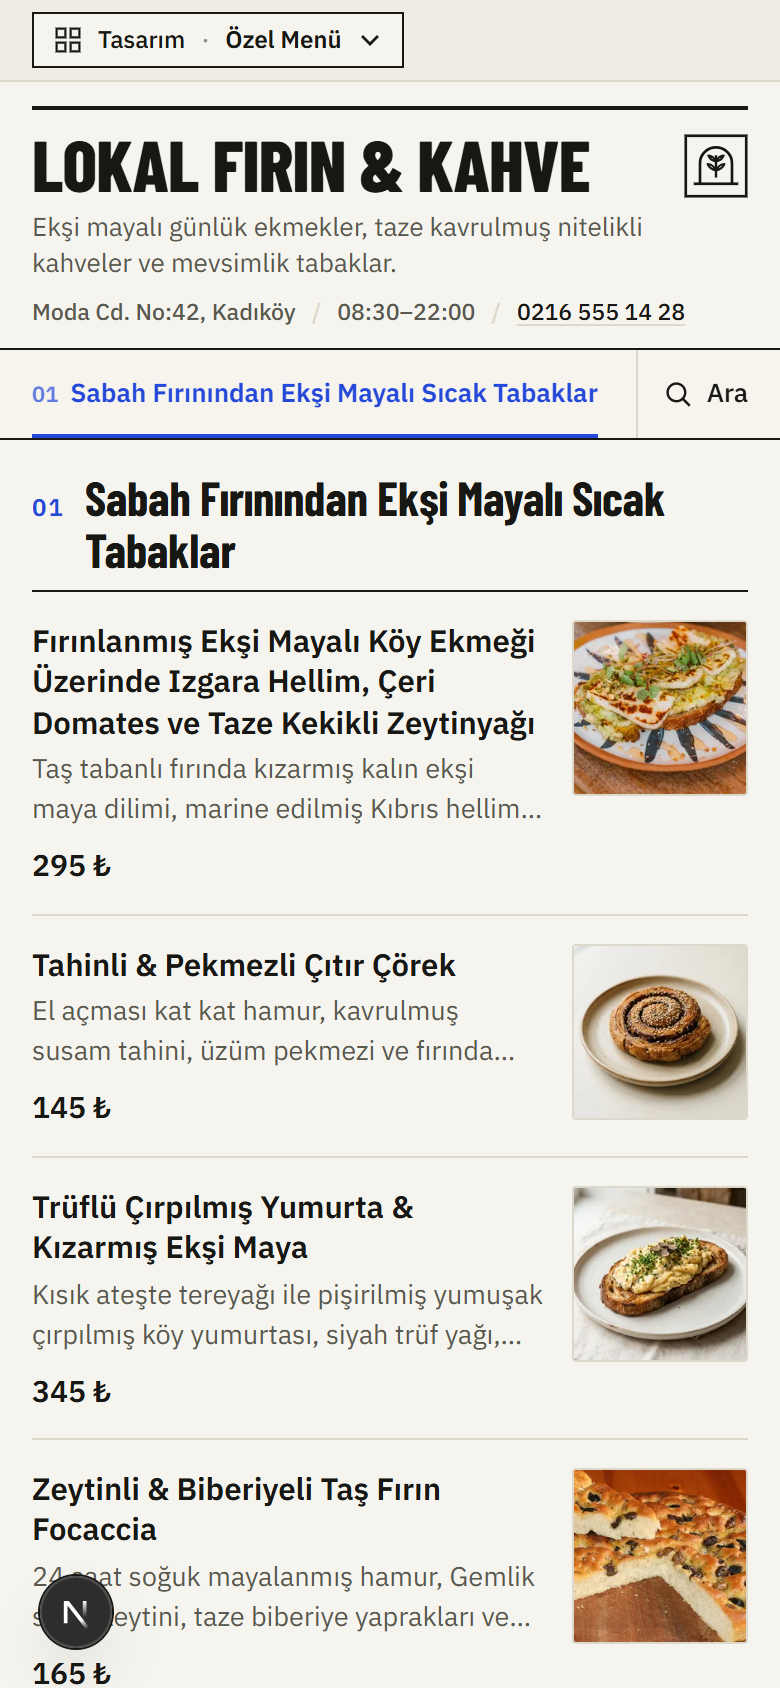 Tasarım · Özel Menü
LOKAL FIRIN & KAHVE
Ekşi mayalı günlük ekmekler, taze kavrulmuş nitelikli
kahveler ve mevsimlik tabaklar.
Moda Cd. No:42, Kadıköy / 08:30–22:00 / 0216 555 14 28
01 Sabah Fırınından Ekşi Mayalı Sıcak Tabaklar
Ara
01 Sabah Fırınından Ekşi Mayalı Sıcak
Tabaklar
Fırınlanmış Ekşi Mayalı Köy Ekmeği
Üzerinde Izgara Hellim, Çeri
Domates ve Taze Kekikli Zeytinyağı
Taş tabanlı fırında kızarmış kalın ekşi
maya dilimi, marine edilmiş Kıbrıs hellim...
295 ₺
Tahinli & Pekmezli Çıtır Çörek
El açması kat kat hamur, kavrulmuş
susam tahini, üzüm pekmezi ve fırında...
145 ₺
Trüflü Çırpılmış Yumurta &
Kızarmış Ekşi Maya
Kısık ateşte tereyağı ile pişirilmiş yumuşak
çırpılmış köy yumurtası, siyah trüf yağı,...
345 ₺
Zeytinli & Biberiyeli Taş Fırın
Focaccia
24 saat soğuk mayalanmış hamur, Gemlik
N
zeytini, taze biberiye yaprakları ve...
165 ₺